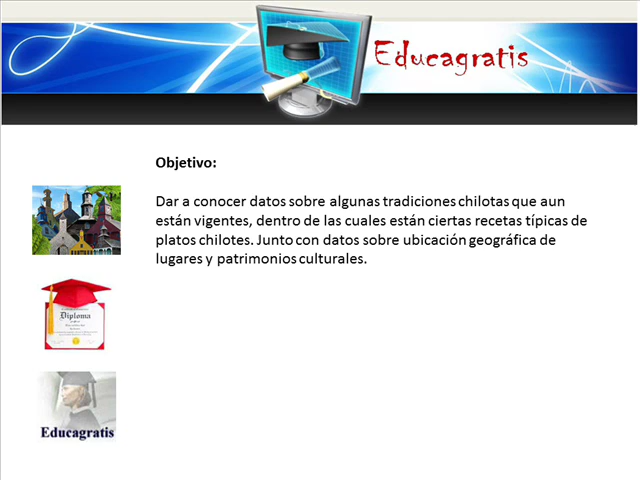 Educagratis
Objetivo:
Dar a conocer datos sobre algunas tradiciones chilotas que aun
están vigentes, dentro de las cuales están ciertas recetas típicas de
platos chilotes. Junto con datos sobre ubicación geográfica de
lugares y patrimonios culturales.
Diploma
Educagratis